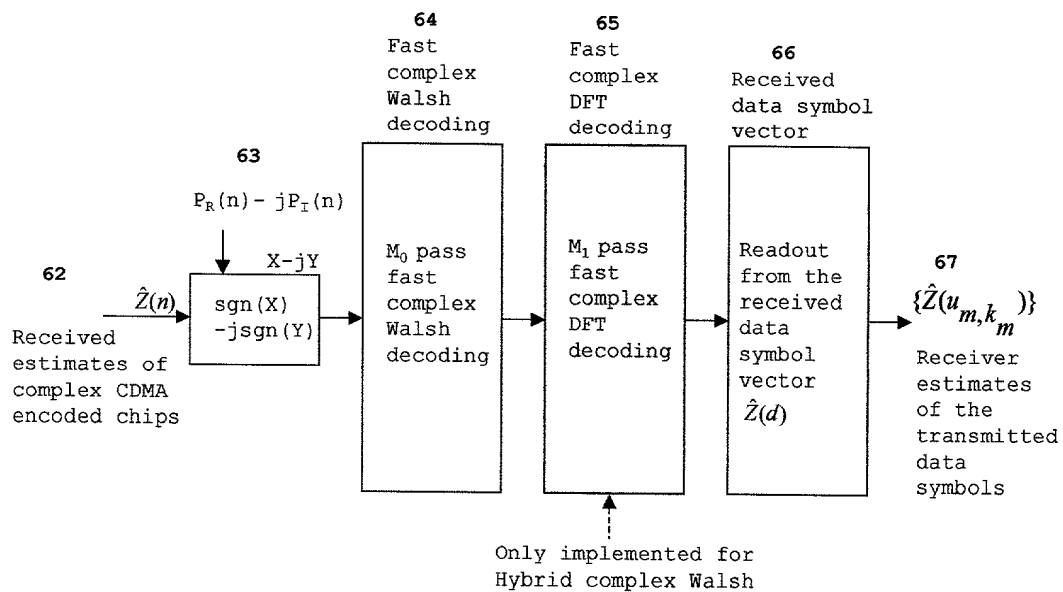 64
Fast
complex
Walsh
decoding
65
Fast
complex
DFT
decoding
66
Received
data symbol
vector
63
P_R(n) - jP_I(n)
62
Ẑ(n)
X-jY
sgn(X)
-jsgn(Y)
Received
estimates of
complex CDMA
encoded chips
M_0 pass
fast
complex
Walsh
decoding
M_1 pass
fast
complex
DFT
decoding
Readout
from the
received
data
symbol
vector
Ẑ(d)
67
{Ẑ(u_{m,k_m})}
Receiver
estimates
of the
transmitted
data
symbols
Only implemented for
Hybrid complex Walsh